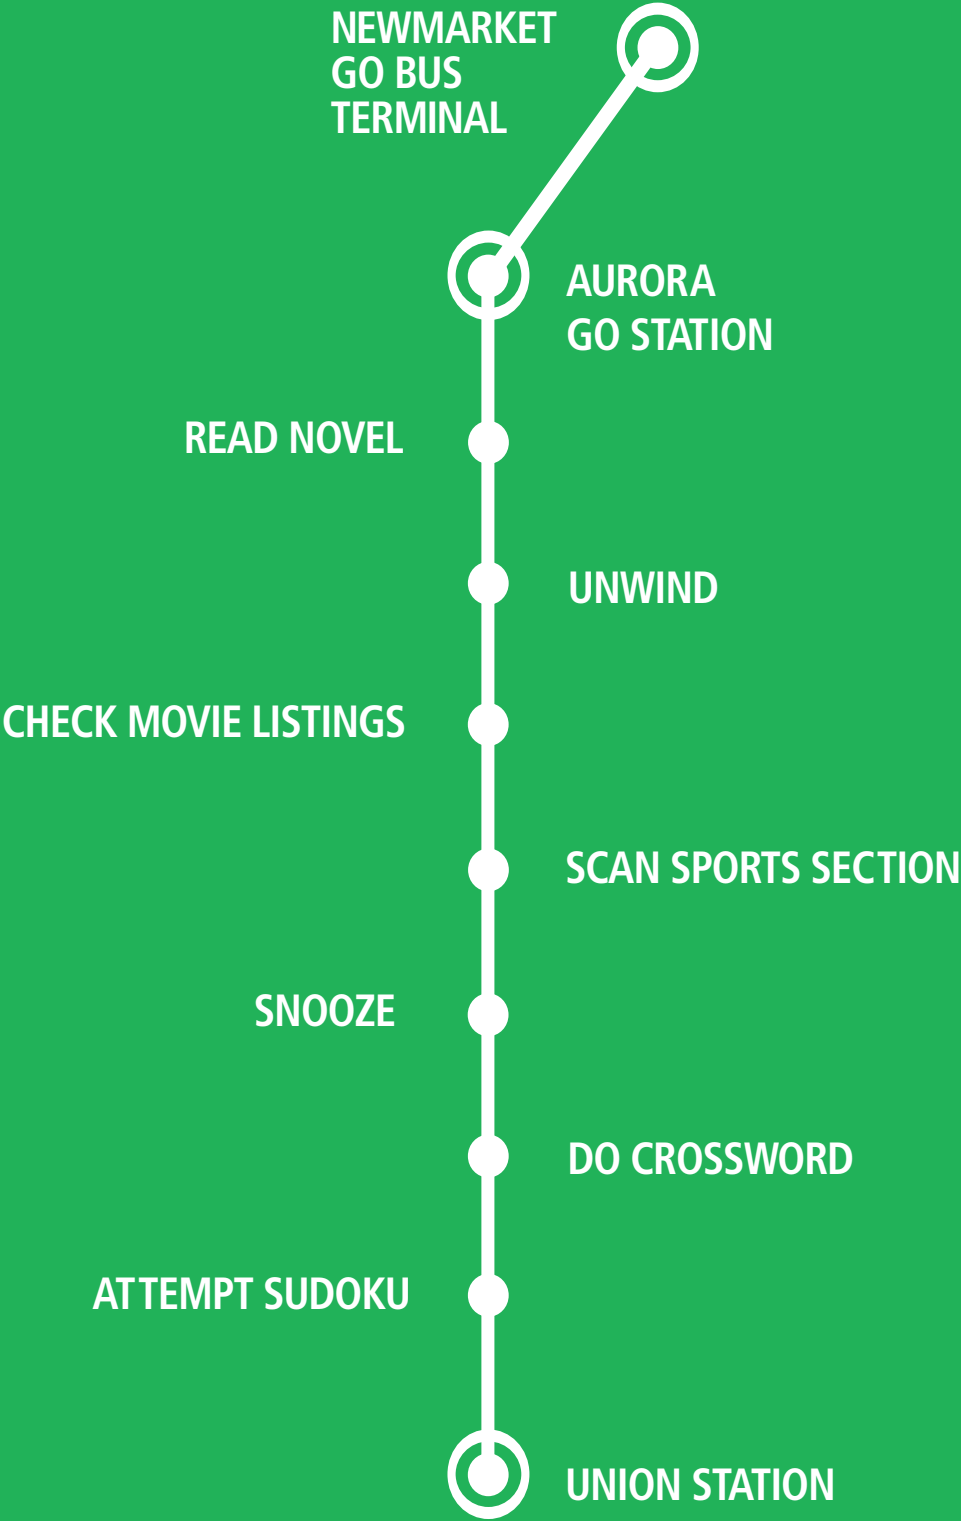 NEWMARKET
GO BUS
TERMINAL
AURORA
GO STATION
READ NOVEL
UNWIND
CHECK MOVIE LISTINGS
SCAN SPORTS SECTION
SNOOZE
DO CROSSWORD
ATTEMPT SUDOKU
UNION STATION